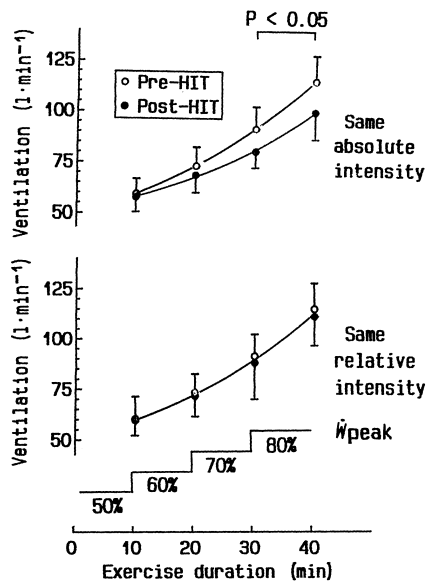 P < 0.05
Ventilation (l·min⁻¹)
125
100
75
50
Pre-HIT
Post-HIT
Same
absolute
intensity
Ventilation (l·min⁻¹)
125
100
75
50
Same
relative
intensity
Ẇpeak
50%
60%
70%
80%
0
10
20
30
40
Exercise duration (min)